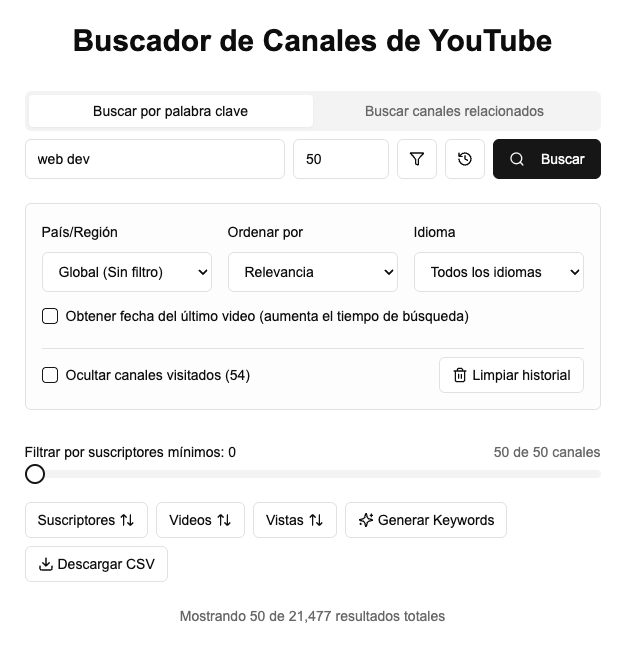 Buscador de Canales de YouTube
Buscar por palabra clave
Buscar canales relacionados
web dev
50
Buscar
País/Región
Ordenar por
Idioma
Global (Sin filtro)
Relevancia
Todos los idiomas
Obtener fecha del último video (aumenta el tiempo de búsqueda)
Ocultar canales visitados (54)
Limpiar historial
Filtrar por suscriptores mínimos: 0
50 de 50 canales
Suscriptores
Videos
Vistas
Generar Keywords
Descargar CSV
Mostrando 50 de 21,477 resultados totales